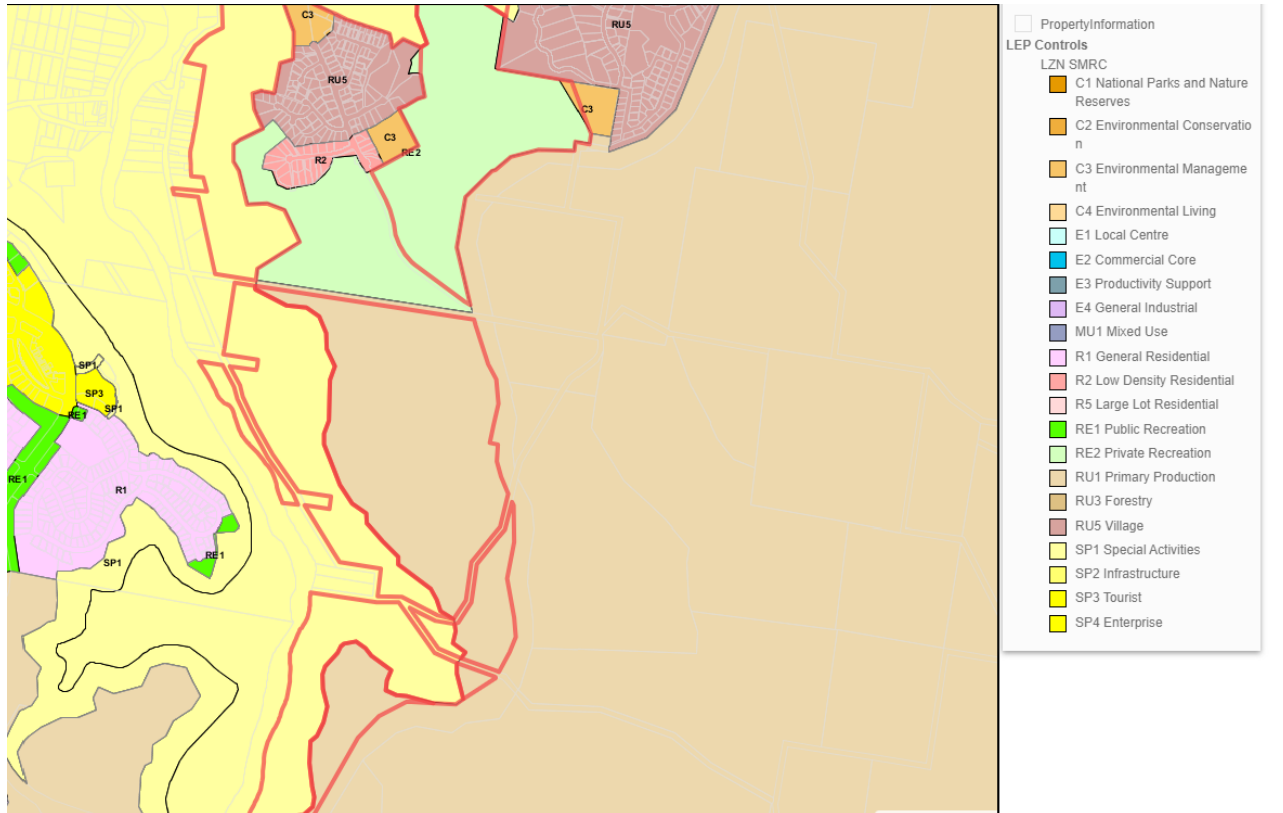 C3
RU5
RU5
C3
C3
RE2
R2
SP1
SP3
SP1
RE1
RE1
R1
RE1
SP1
PropertyInformation
LEP Controls
LZN SMRC
C1 National Parks and Nature
Reserves
C2 Environmental Conservatio
n
C3 Environmental Manageme
nt
C4 Environmental Living
E1 Local Centre
E2 Commercial Core
E3 Productivity Support
E4 General Industrial
MU1 Mixed Use
R1 General Residential
R2 Low Density Residential
R5 Large Lot Residential
RE1 Public Recreation
RE2 Private Recreation
RU1 Primary Production
RU3 Forestry
RU5 Village
SP1 Special Activities
SP2 Infrastructure
SP3 Tourist
SP4 Enterprise